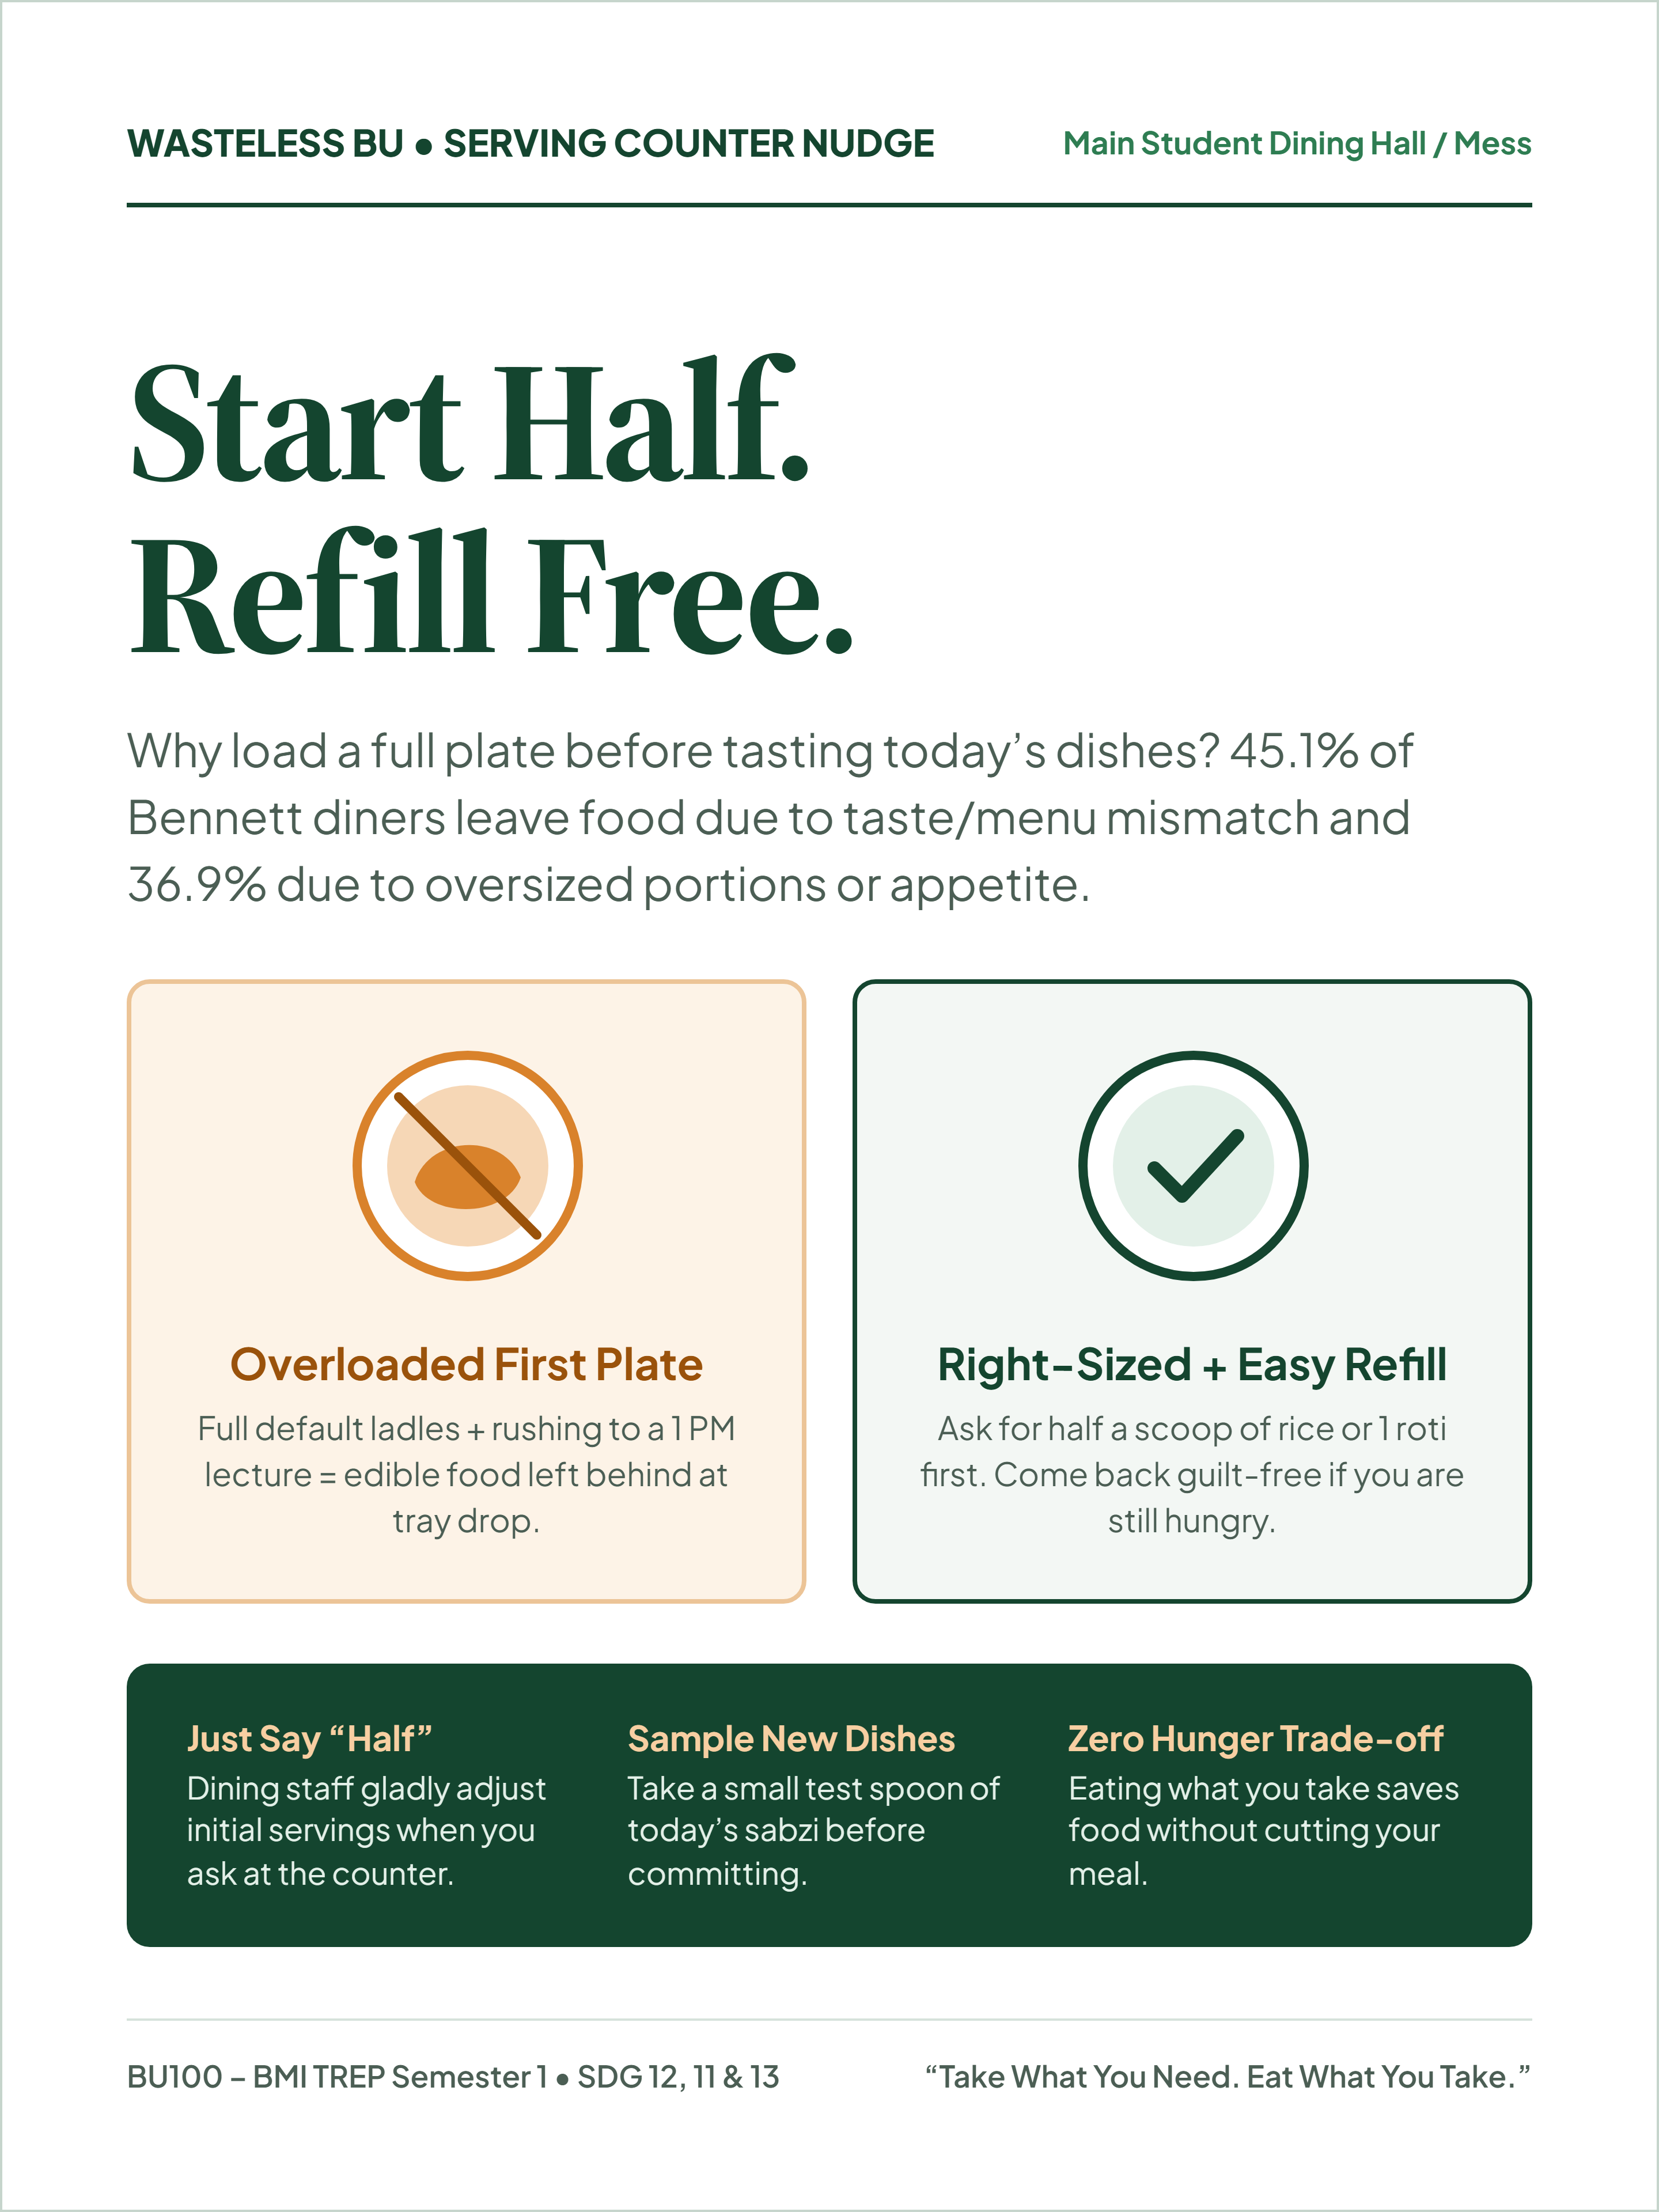 WASTELESS BU ● SERVING COUNTER NUDGE
Main Student Dining Hall / Mess
Start Half.
Refill Free.
Why load a full plate before tasting today’s dishes? 45.1% of
Bennett diners leave food due to taste/menu mismatch and
36.9% due to oversized portions or appetite.
Overloaded First Plate
Full default ladles + rushing to a 1 PM
lecture = edible food left behind at
tray drop.
Right-Sized + Easy Refill
Ask for half a scoop of rice or 1 roti
first. Come back guilt-free if you are
still hungry.
Just Say “Half”
Dining staff gladly adjust
initial servings when you
ask at the counter.
Sample New Dishes
Take a small test spoon of
today’s sabzi before
committing.
Zero Hunger Trade-off
Eating what you take saves
food without cutting your
meal.
BU100 – BMI TREP Semester 1 ● SDG 12, 11 & 13
“Take What You Need. Eat What You Take.”